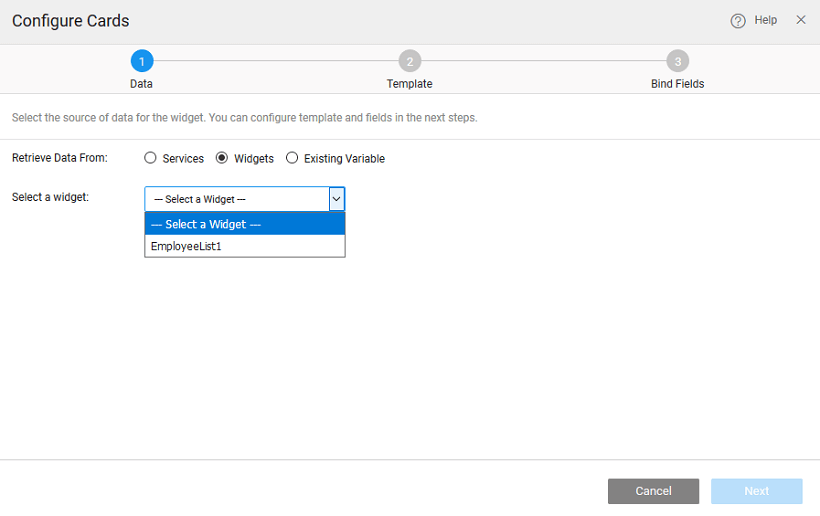 Configure Cards
? Help ×
1 2 3
Data Template Bind Fields
Select the source of data for the widget. You can configure template and fields in the next steps.
Retrieve Data From: Services Widgets Existing Variable
Select a widget: --- Select a Widget ---
--- Select a Widget ---
EmployeeList1
Cancel Next